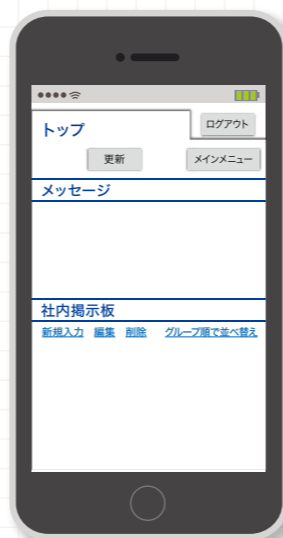 トップ
ログアウト
更新
メインメニュー
メッセージ
社内掲示板
新規入力 編集 削除 グループ順で並べ替え